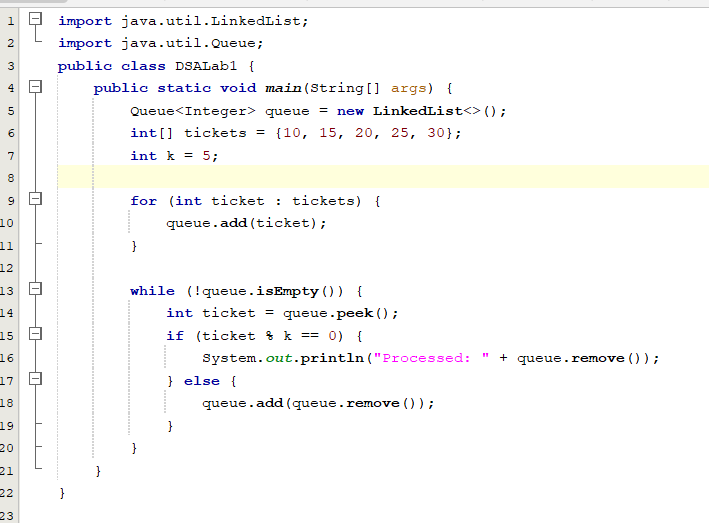 1 import java.util.LinkedList;
2 import java.util.Queue;
3 public class DSALab1 {
4     public static void main(String[] args) {
5         Queue<Integer> queue = new LinkedList<>();
6         int[] tickets = {10, 15, 20, 25, 30};
7         int k = 5;
8
9         for (int ticket : tickets) {
10             queue.add(ticket);
11         }
12
13         while (!queue.isEmpty()) {
14             int ticket = queue.peek();
15             if (ticket % k == 0) {
16                 System.out.println("Processed: " + queue.remove());
17             } else {
18                 queue.add(queue.remove());
19             }
20         }
21     }
22 }
23